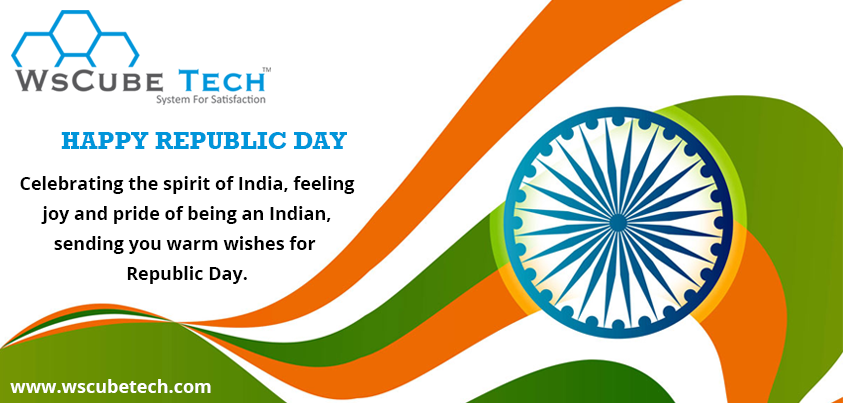 WSCUBE TECH™
System For Satisfaction
HAPPY REPUBLIC DAY
Celebrating the spirit of India, feeling
joy and pride of being an Indian,
sending you warm wishes for
Republic Day.
www.wscubetech.com